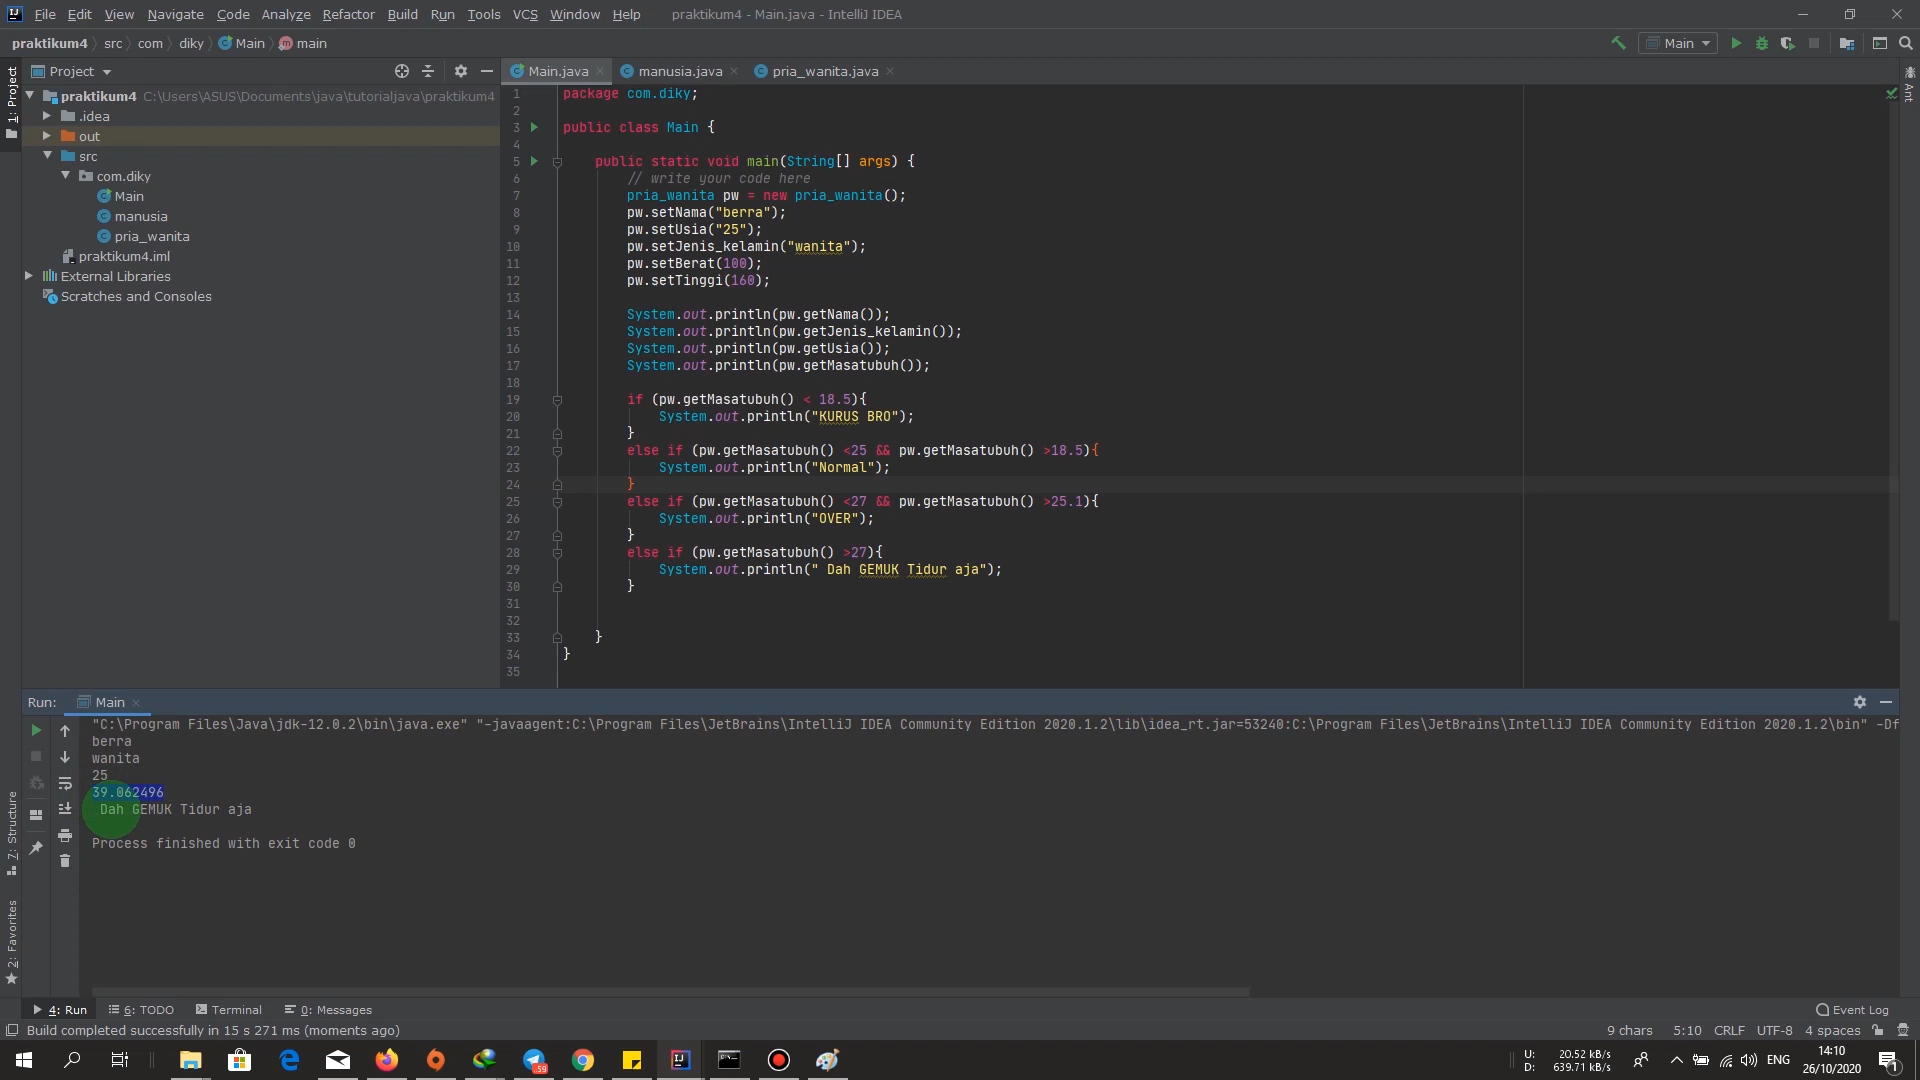 File Edit View Navigate Code Analyze Refactor Build Run Tools VCS Window Help praktikum4 - Main.java - IntelliJ IDEA
praktikum4 src com diky Main main
Main
Project
Main.java manusia.java pria_wanita.java
1: Project
Ant
praktikum4 C:\Users\ASUS\Documents\java\tutorialjava\praktikum4
.idea
out
src
com.diky
Main
manusia
pria_wanita
praktikum4.iml
External Libraries
Scratches and Consoles
1 package com.diky;
2
3 public class Main {
4
5 public static void main(String[] args) {
6 // write your code here
7 pria_wanita pw = new pria_wanita();
8 pw.setNama("berra");
9 pw.setUsia("25");
10 pw.setJenis_kelamin("wanita");
11 pw.setBerat(100);
12 pw.setTinggi(160);
13
14 System.out.println(pw.getNama());
15 System.out.println(pw.getJenis_kelamin());
16 System.out.println(pw.getUsia());
17 System.out.println(pw.getMasatubuh());
18
19 if (pw.getMasatubuh() < 18.5){
20 System.out.println("KURUS BRO");
21 }
22 else if (pw.getMasatubuh() <25 && pw.getMasatubuh() >18.5){
23 System.out.println("Normal");
24 }
25 else if (pw.getMasatubuh() <27 && pw.getMasatubuh() >25.1){
26 System.out.println("OVER");
27 }
28 else if (pw.getMasatubuh() >27){
29 System.out.println(" Dah GEMUK Tidur aja");
30 }
31
32
33 }
34 }
35
Run: Main
"C:\Program Files\Java\jdk-12.0.2\bin\java.exe" "-javaagent:C:\Program Files\JetBrains\IntelliJ IDEA Community Edition 2020.1.2\lib\idea_rt.jar=53240:C:\Program Files\JetBrains\IntelliJ IDEA Community Edition 2020.1.2\bin" -Df
berra
wanita
25
39.062496
Dah GEMUK Tidur aja
Process finished with exit code 0
7: Structure
2: Favorites
4: Run 6: TODO Terminal 0: Messages Event Log
Build completed successfully in 15 s 271 ms (moments ago) 9 chars 5:10 CRLF UTF-8 4 spaces
59
U: 20.52 kB/s
D: 639.71 kB/s
ENG
14:10
26/10/2020
1